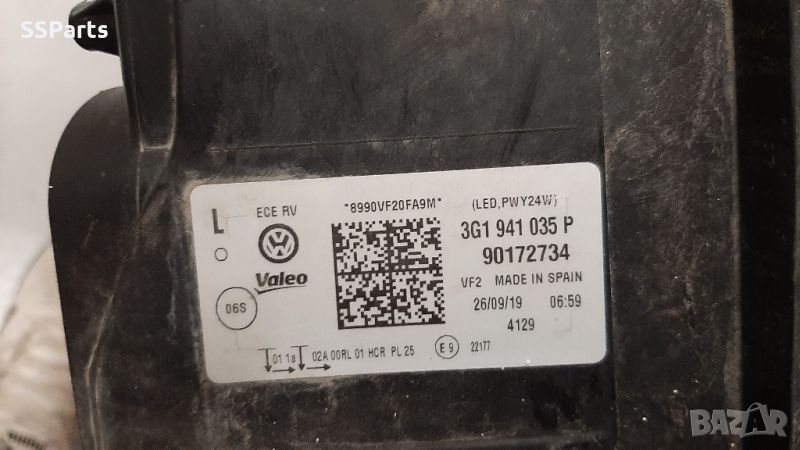 SSParts
L ECE RV *8990VF20FA9M* (LED,PWY24W)
3G1 941 035 P
90172734
Valeo
VF2 MADE IN SPAIN
06S
26/09/19 06:59
4129
01 1a 02A 00RL 01 HCR PL 25 E 9 22177
BAZAR